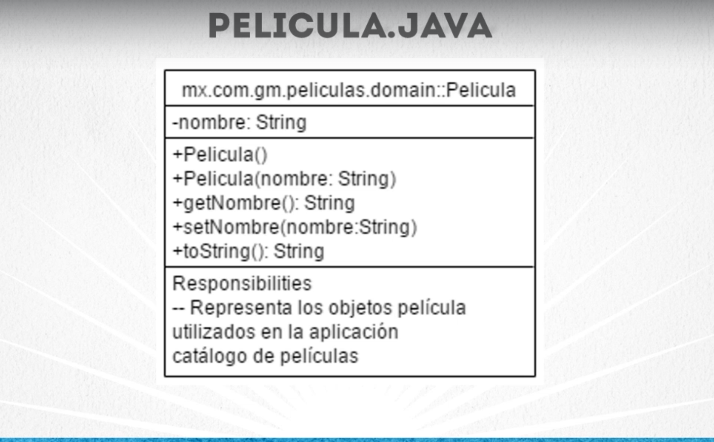 PELICULA.JAVA
mx.com.gm.peliculas.domain::Pelicula
-nombre: String
+Pelicula()
+Pelicula(nombre: String)
+getNombre(): String
+setNombre(nombre:String)
+toString(): String
Responsibilities
-- Representa los objetos película
utilizados en la aplicación
catálogo de películas